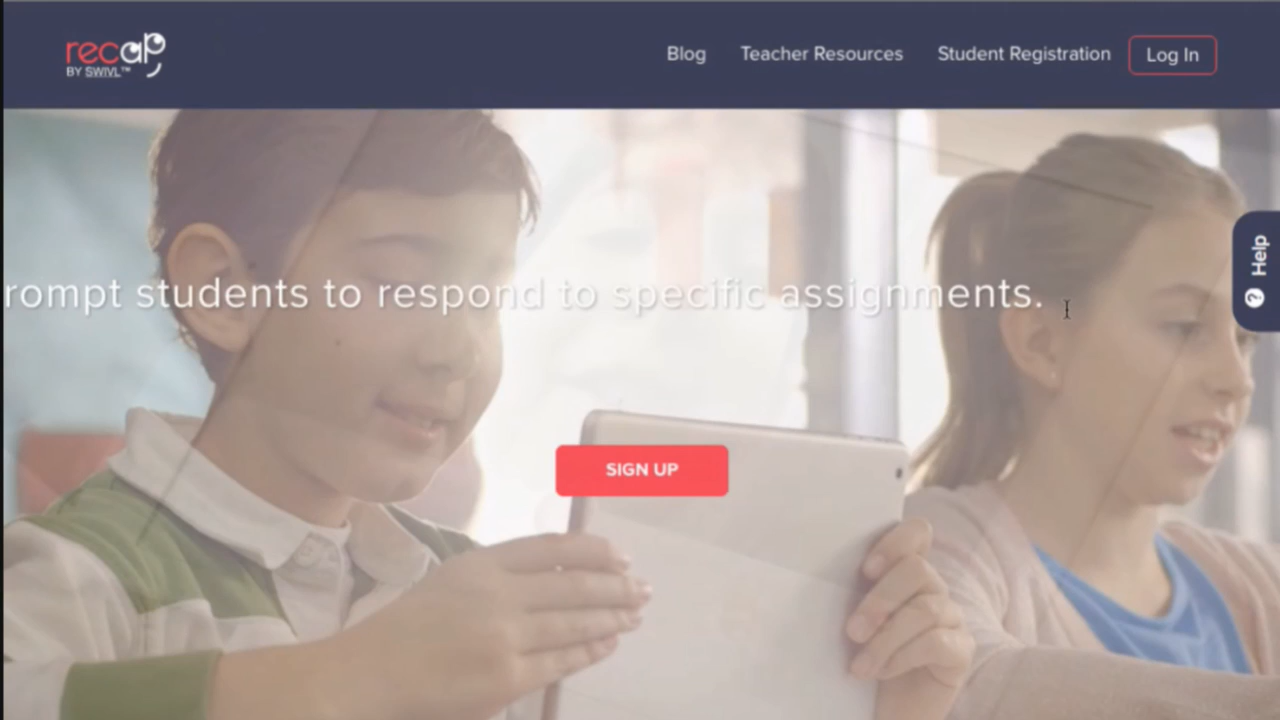 recap
BY SWIVL™
Blog
Teacher Resources
Student Registration
Log In
Help
rompt students to respond to specific assignments.
SIGN UP